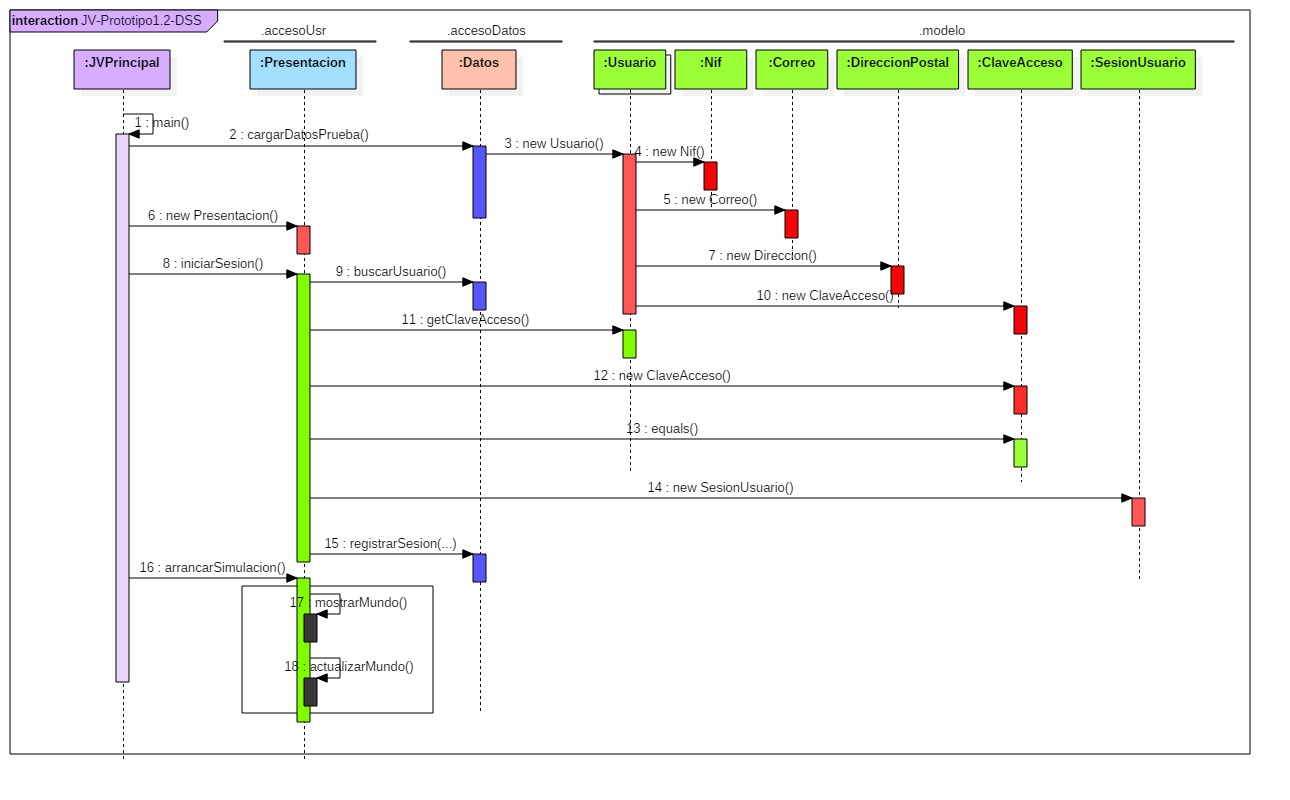 interaction JV-Prototipo1.2-DSS
.accesoUsr
.accesoDatos
.modelo
:JVPrincipal
:Presentacion
:Datos
:Usuario
:Nif
:Correo
:DireccionPostal
:ClaveAcceso
:SesionUsuario
1 : main()
2 : cargarDatosPrueba()
3 : new Usuario()
4 : new Nif()
5 : new Correo()
6 : new Presentacion()
7 : new Direccion()
8 : iniciarSesion()
9 : buscarUsuario()
10 : new ClaveAcceso()
11 : getClaveAcceso()
12 : new ClaveAcceso()
13 : equals()
14 : new SesionUsuario()
15 : registrarSesion(...)
16 : arrancarSimulacion()
17 : mostrarMundo()
18 : actualizarMundo()